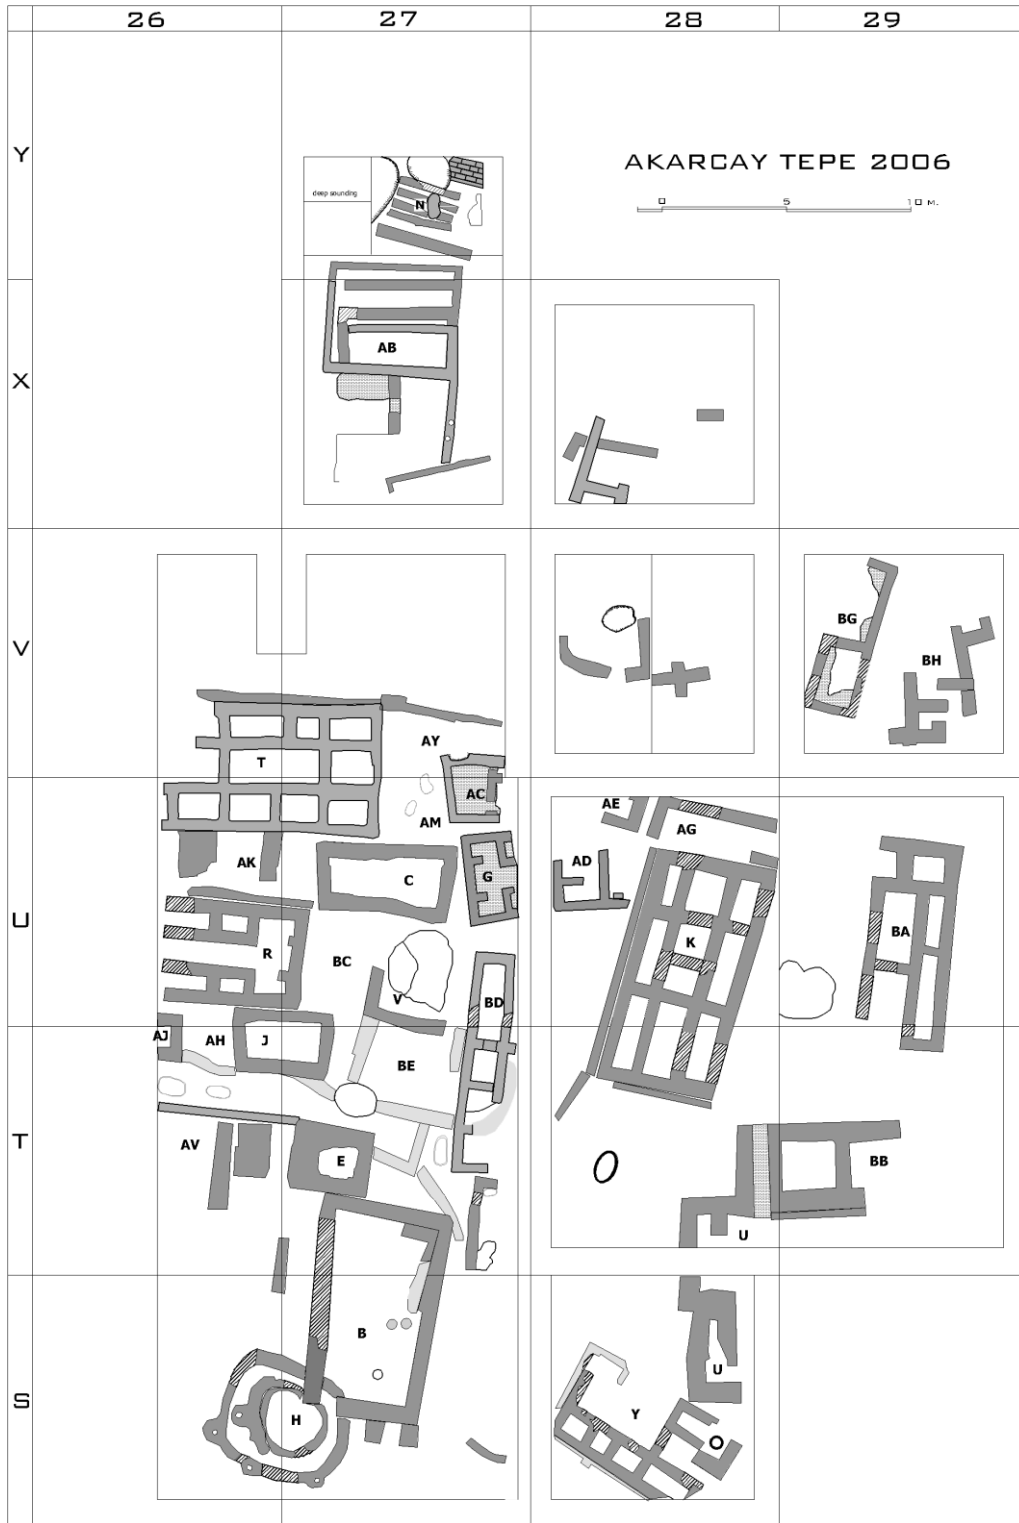 26 27 28 29
Y
AKARCAY TEPE 2006
deep sounding
0 5 10 M.
N
AB
X
V
BG
BH
AY
T
AC
AE
AM
AG
AK
AD
C
G
U
BA
K
R
BC
V
BD
AJ
AH
J
BE
T
AV
E
BB
U
B
U
S
H
Y
O